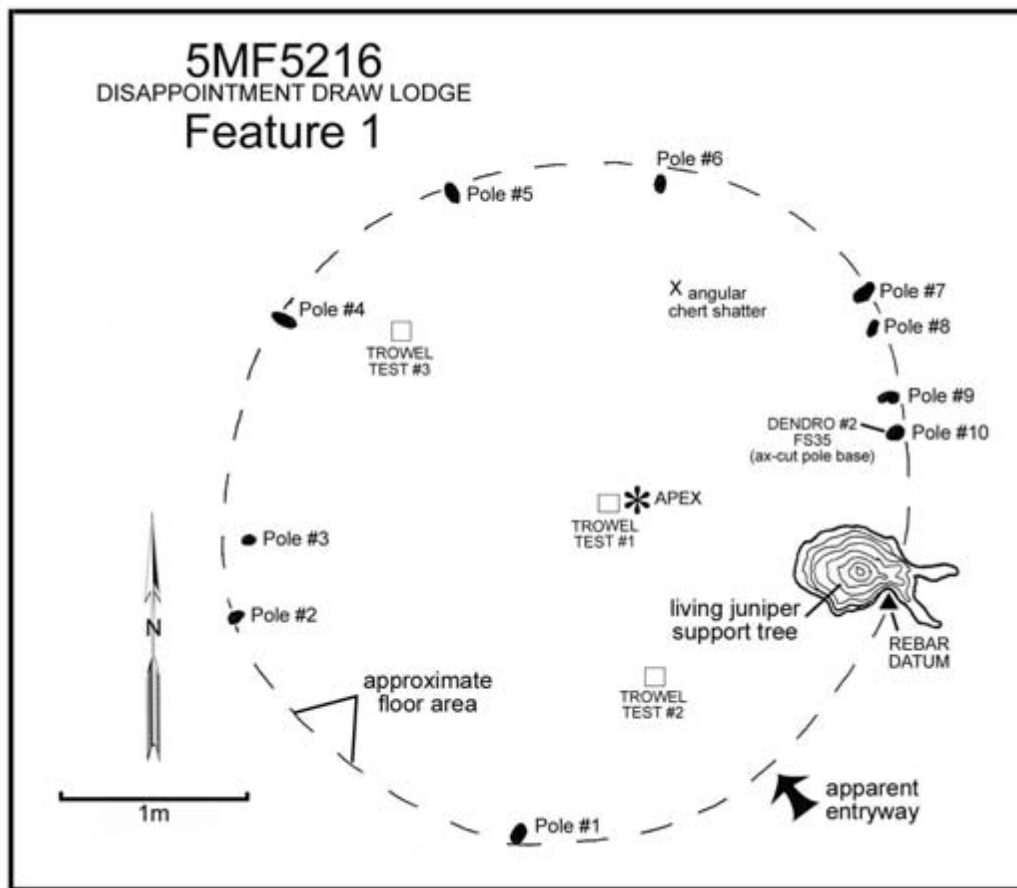 5MF5216
DISAPPOINTMENT DRAW LODGE
Feature 1
Pole #6
Pole #5
Pole #7
X angular
chert shatter
Pole #4
Pole #8
TROWEL
TEST #3
Pole #9
DENDRO #2
FS35
(ax-cut pole base)
Pole #10
APEX
TROWEL
TEST #1
Pole #3
living juniper
support tree
Pole #2
N
REBAR
DATUM
approximate
floor area
TROWEL
TEST #2
apparent
entryway
1m
Pole #1